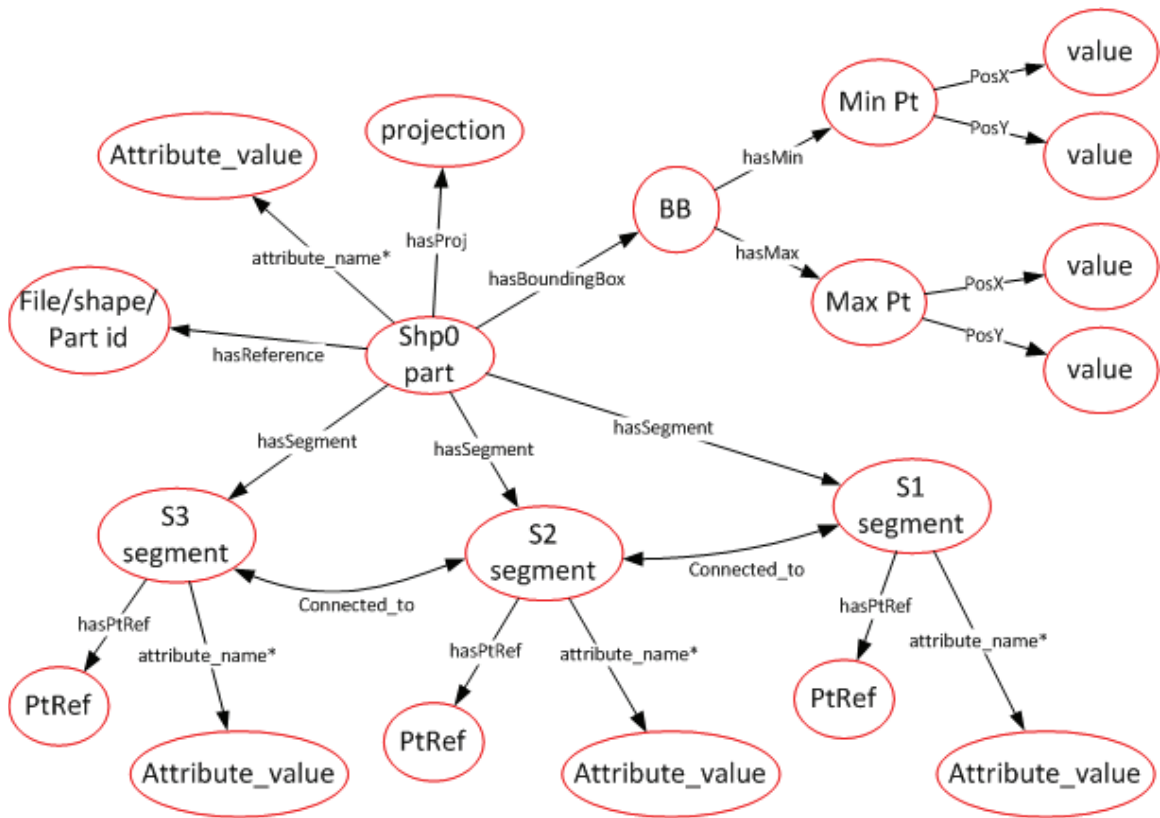 value
PosX
Min Pt
PosY
value
projection
Attribute_value
hasMin
BB
hasProj
attribute_name*
hasMax
value
hasBoundingBox
PosX
File/shape/
Part id
Max Pt
PosY
value
hasReference
Shp0
part
hasSegment
hasSegment
hasSegment
S3
segment
S2
segment
S1
segment
Connected_to
Connected_to
hasPtRef
attribute_name*
hasPtRef
attribute_name*
hasPtRef
attribute_name*
PtRef
PtRef
PtRef
Attribute_value
Attribute_value
Attribute_value